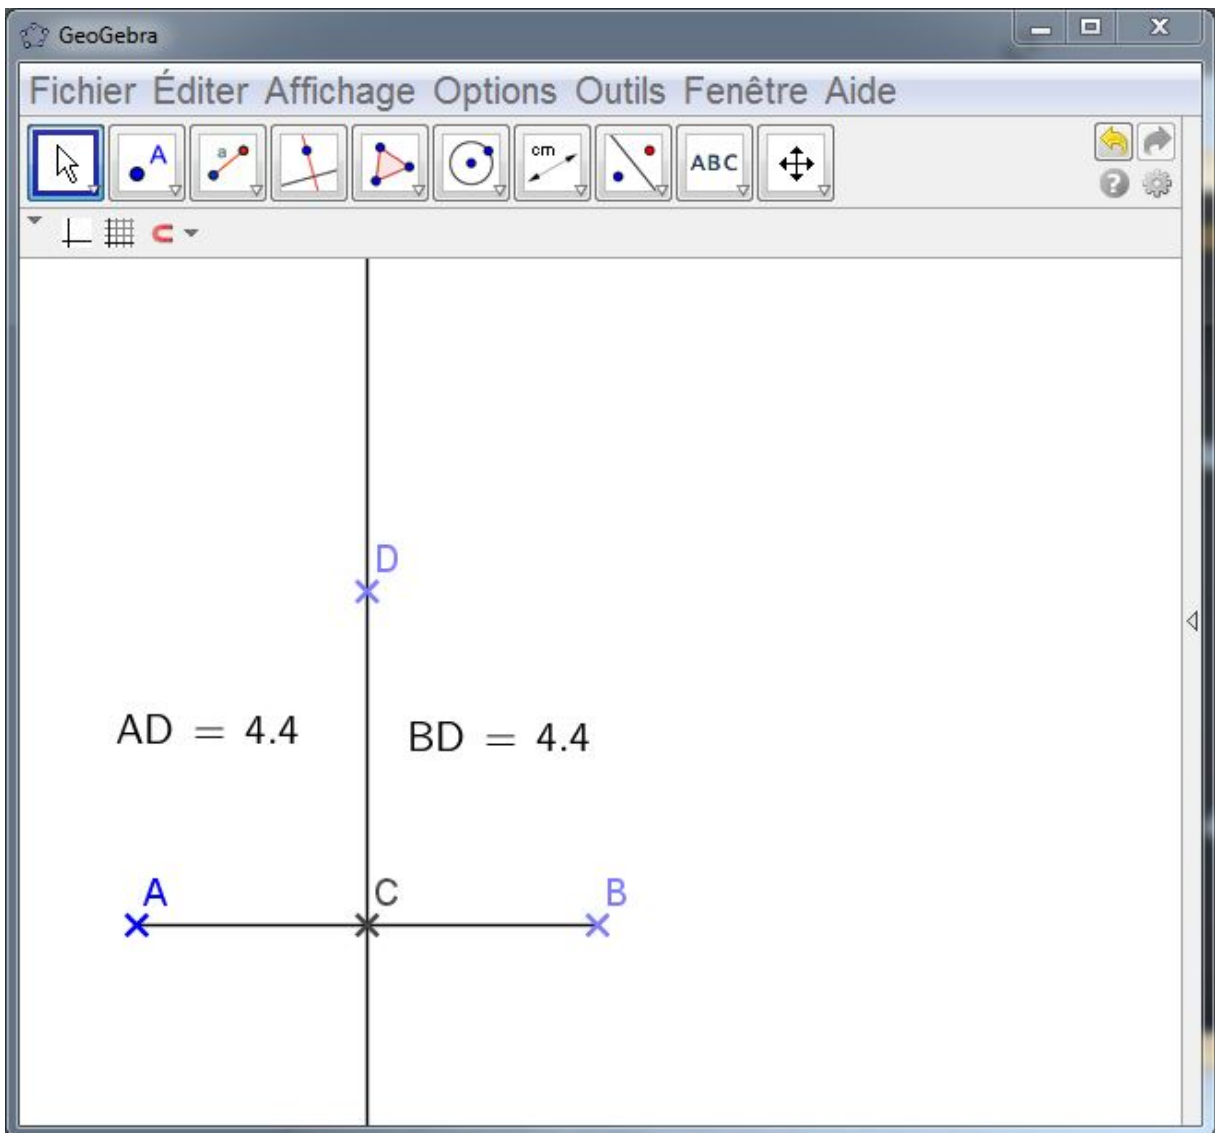 GeoGebra
Fichier Éditer Affichage Options Outils Fenêtre Aide
A a cm ABC
D
AD = 4.4 BD = 4.4
A C B